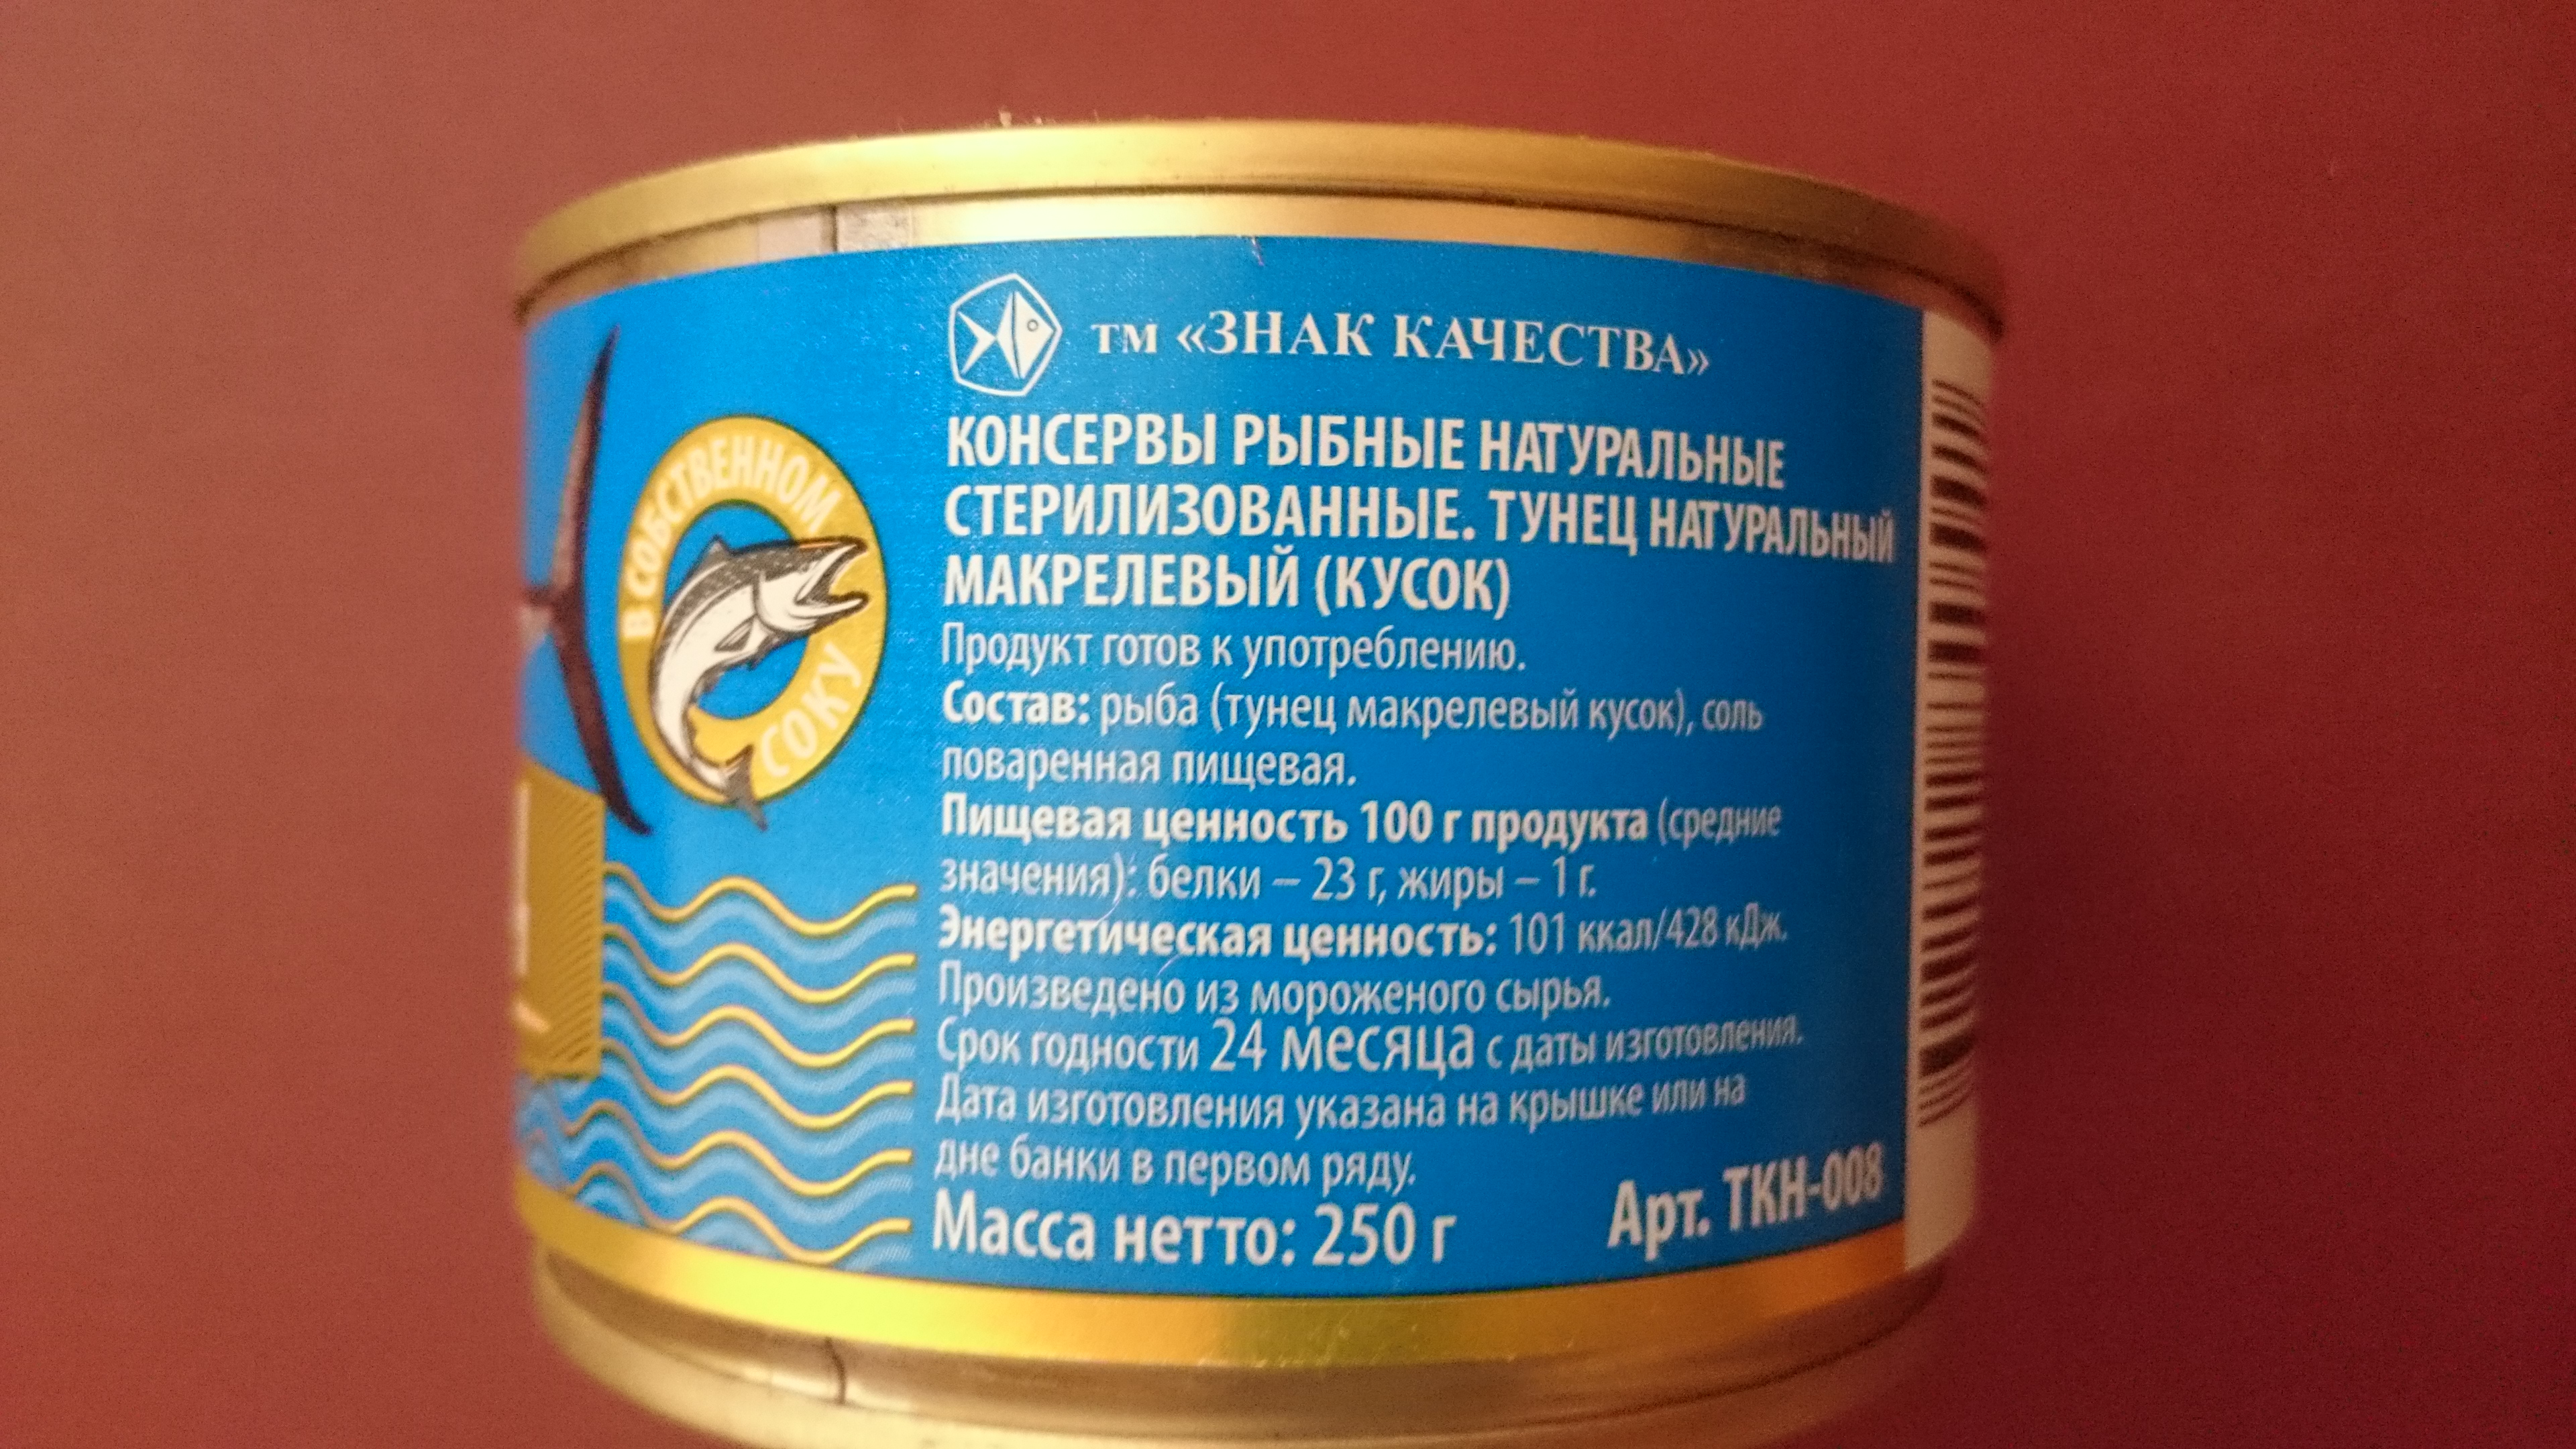 В СОБСТВЕННОМ
СОКУ
ТМ «ЗНАК КАЧЕСТВА»
КОНСЕРВЫ РЫБНЫЕ НАТУРАЛЬНЫЕ
СТЕРИЛИЗОВАННЫЕ. ТУНЕЦ НАТУРАЛЬНЫЙ
МАКРЕЛЕВЫЙ (КУСОК)
Продукт готов к употреблению.
Состав: рыба (тунец макрелевый кусок), соль
поваренная пищевая.
Пищевая ценность 100 г продукта (средние
значения): белки – 23 г, жиры – 1 г.
Энергетическая ценность: 101 ккал/428 кДж.
Произведено из мороженого сырья.
Срок годности 24 месяца с даты изготовления.
Дата изготовления указана на крышке или на
дне банки в первом ряду.
Масса нетто: 250 г
Арт. ТКН-008